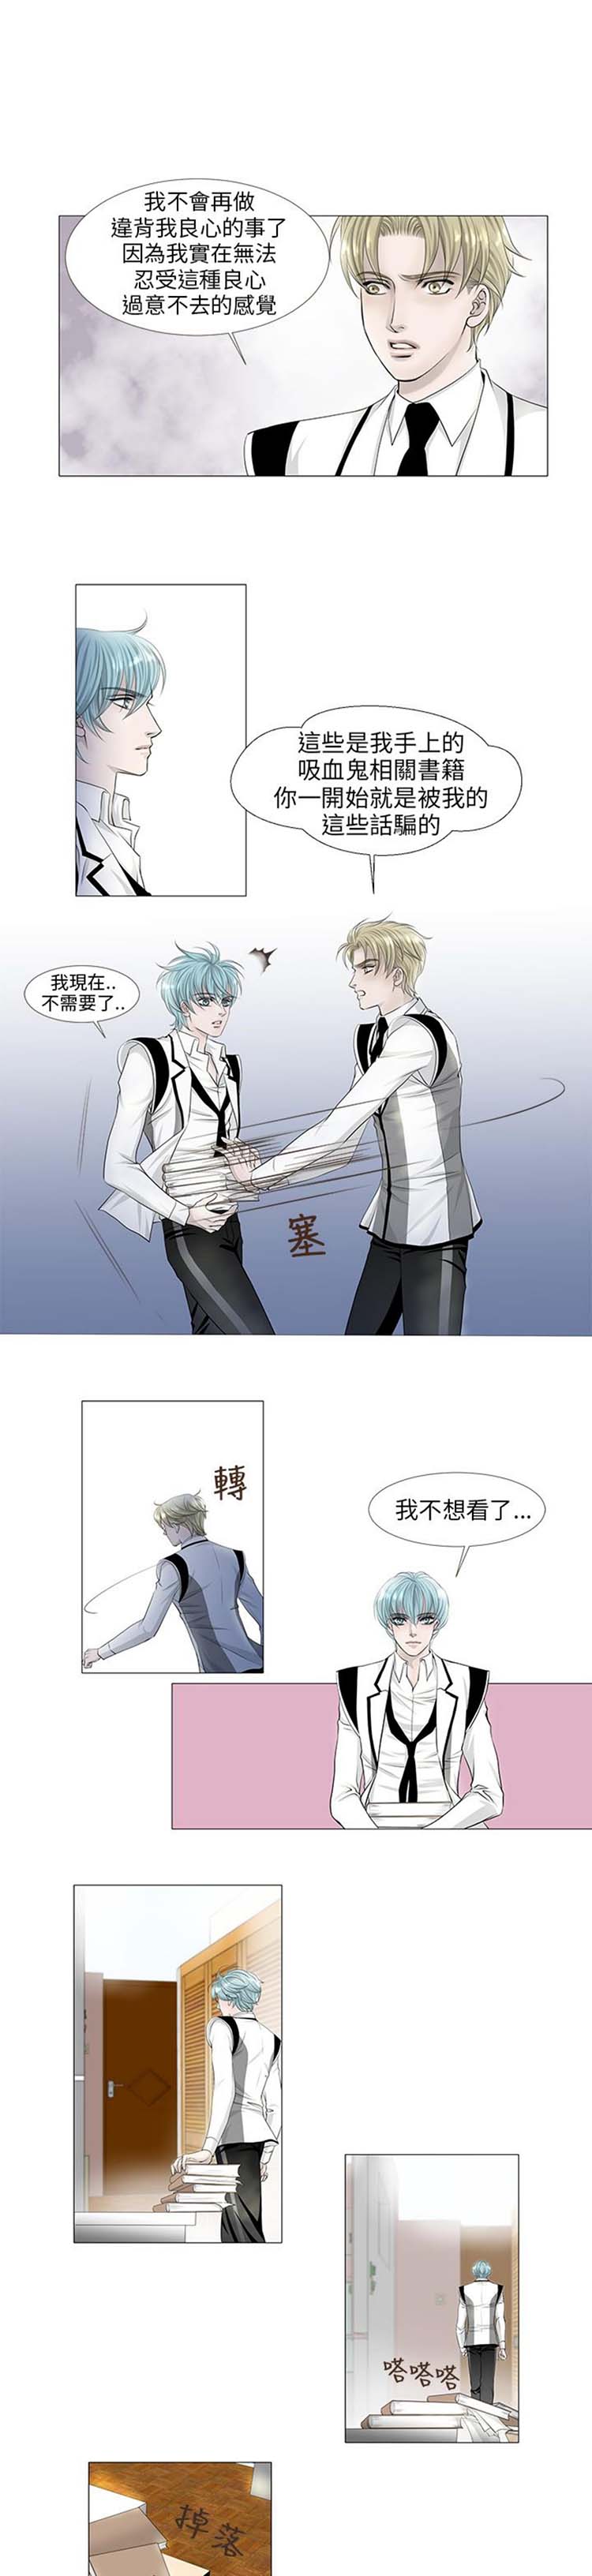 我不會再做
違背我良心的事了
因為我實在無法
忍受這種良心
過意不去的感覺
這些是我手上的
吸血鬼相關書籍
你一開始就是被我的
這些話騙的
我現在..
不需要了..
塞
轉
我不想看了...
嗒嗒嗒
掉落